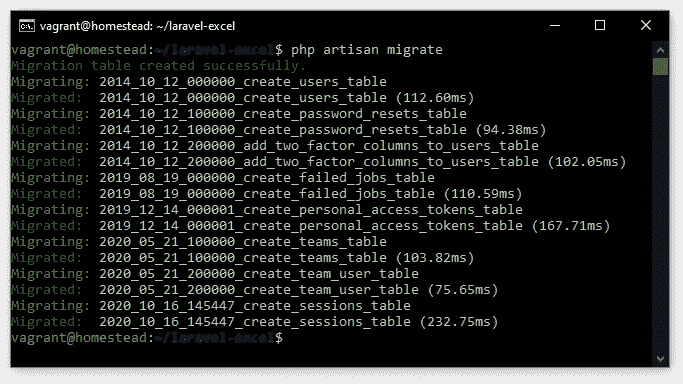 vagrant@homestead: ~/laravel-excel
vagrant@homestead:~/laravel-excel$ php artisan migrate
Migration table created successfully.
Migrating: 2014_10_12_000000_create_users_table
Migrated:  2014_10_12_000000_create_users_table (112.60ms)
Migrating: 2014_10_12_100000_create_password_resets_table
Migrated:  2014_10_12_100000_create_password_resets_table (94.38ms)
Migrating: 2014_10_12_200000_add_two_factor_columns_to_users_table
Migrated:  2014_10_12_200000_add_two_factor_columns_to_users_table (102.05ms)
Migrating: 2019_08_19_000000_create_failed_jobs_table
Migrated:  2019_08_19_000000_create_failed_jobs_table (110.59ms)
Migrating: 2019_12_14_000001_create_personal_access_tokens_table
Migrated:  2019_12_14_000001_create_personal_access_tokens_table (167.71ms)
Migrating: 2020_05_21_100000_create_teams_table
Migrated:  2020_05_21_100000_create_teams_table (103.82ms)
Migrating: 2020_05_21_200000_create_team_user_table
Migrated:  2020_05_21_200000_create_team_user_table (75.65ms)
Migrating: 2020_10_16_145447_create_sessions_table
Migrated:  2020_10_16_145447_create_sessions_table (232.75ms)
vagrant@homestead:~/laravel-excel$